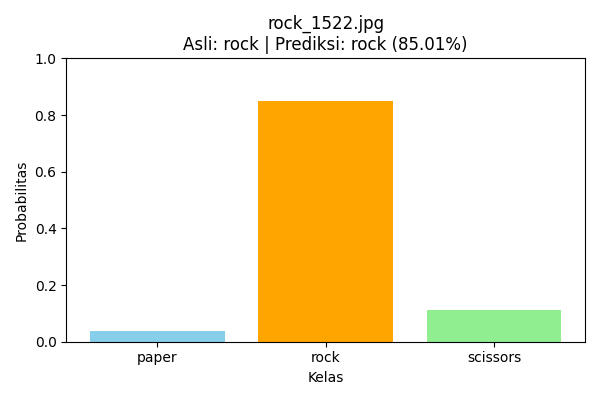 rock_1522.jpg
Asli: rock | Prediksi: rock (85.01%)
1.0
0.8
0.6
0.4
0.2
0.0
Probabilitas
paper
rock
scissors
Kelas